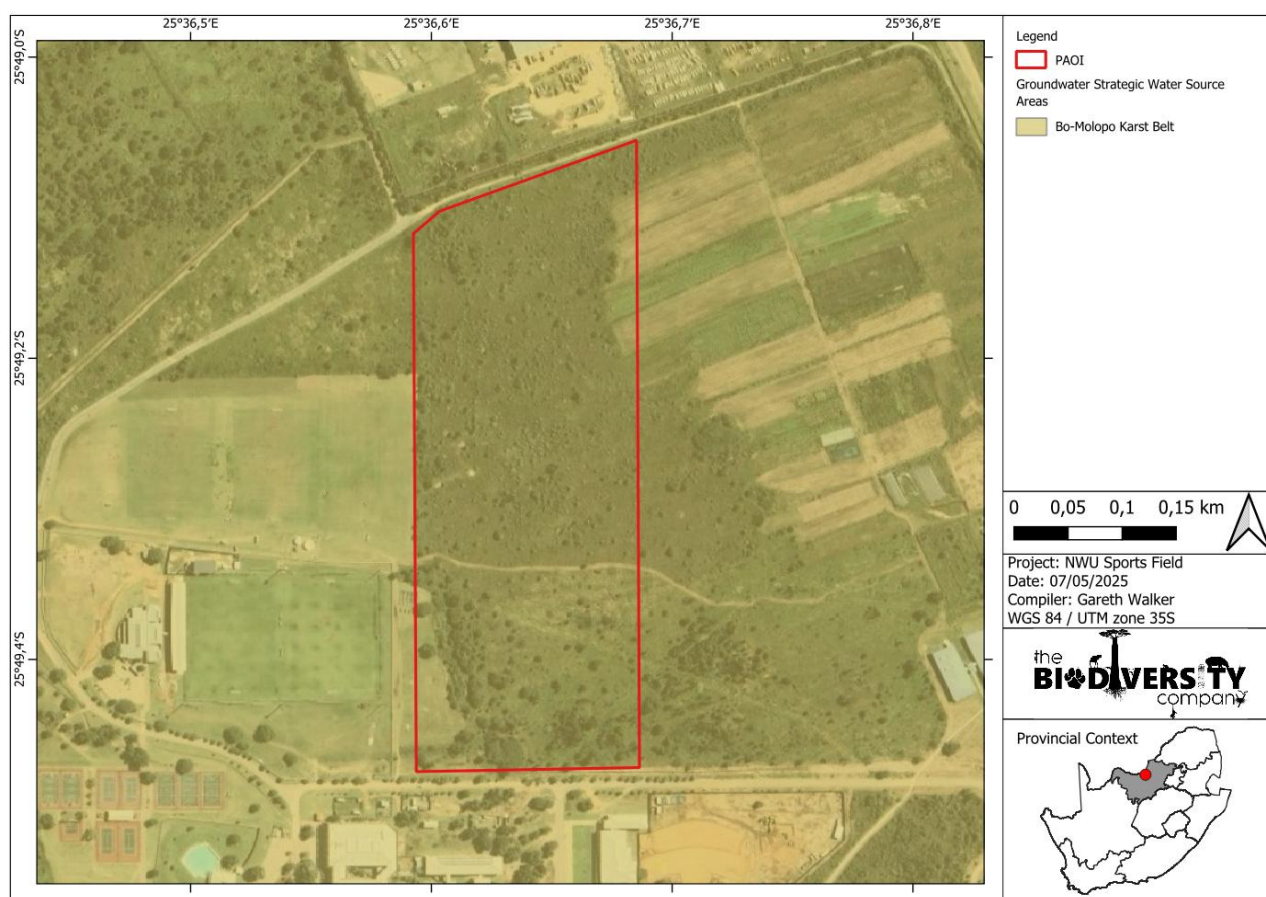 25°36,5'E
25°36,6'E
25°36,7'E
25°36,8'E
25°49,0'S
25°49,2'S
25°49,4'S
Legend
PAOI
Groundwater Strategic Water Source
Areas
Bo-Molopo Karst Belt
0 0,05 0,1 0,15 km
Project: NWU Sports Field
Date: 07/05/2025
Compiler: Gareth Walker
WGS 84 / UTM zone 35S
the
BIODIVERSITY
company
Provincial Context